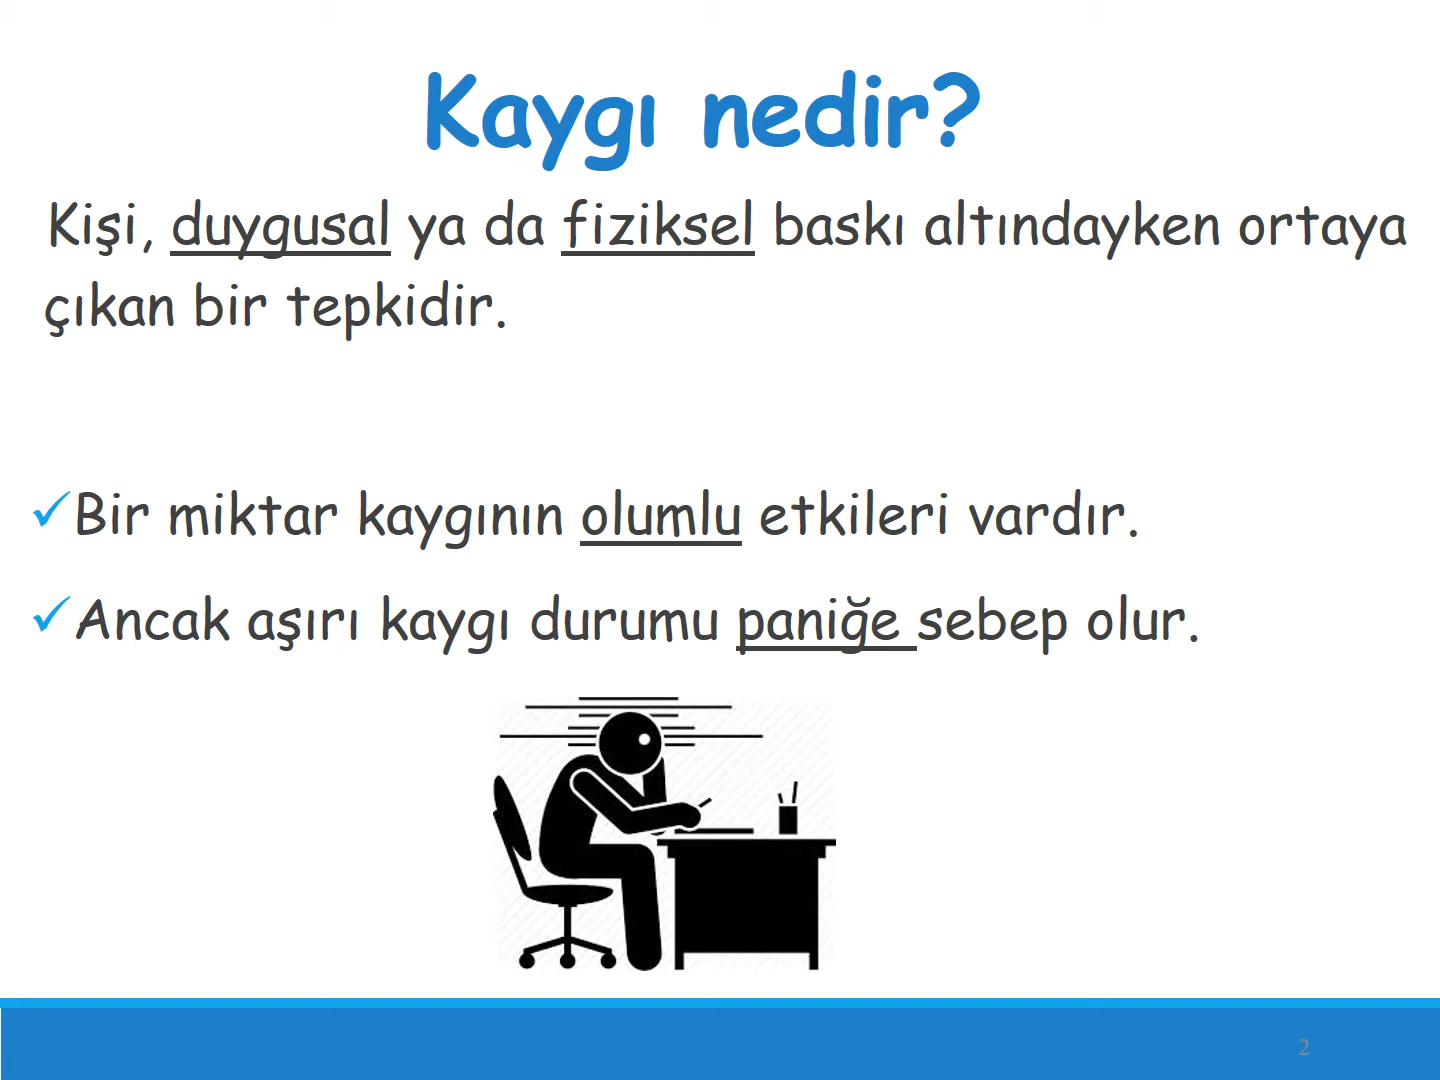 Kaygı nedir?
Kişi, duygusal ya da fiziksel baskı altındayken ortaya
çıkan bir tepkidir.
✓Bir miktar kaygının olumlu etkileri vardır.
✓Ancak aşırı kaygı durumu paniğe sebep olur.
2